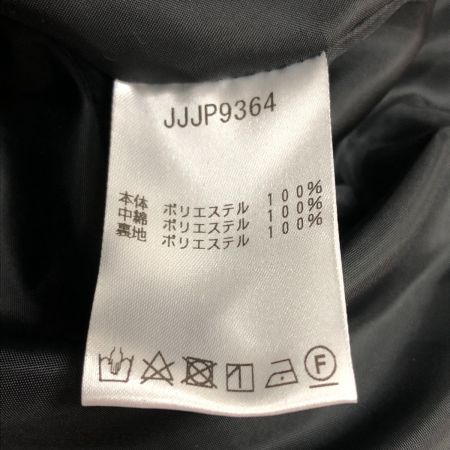 JJJP9364
本体 ポリエステル 100%
中綿 ポリエステル 100%
裏地 ポリエステル 100%
F